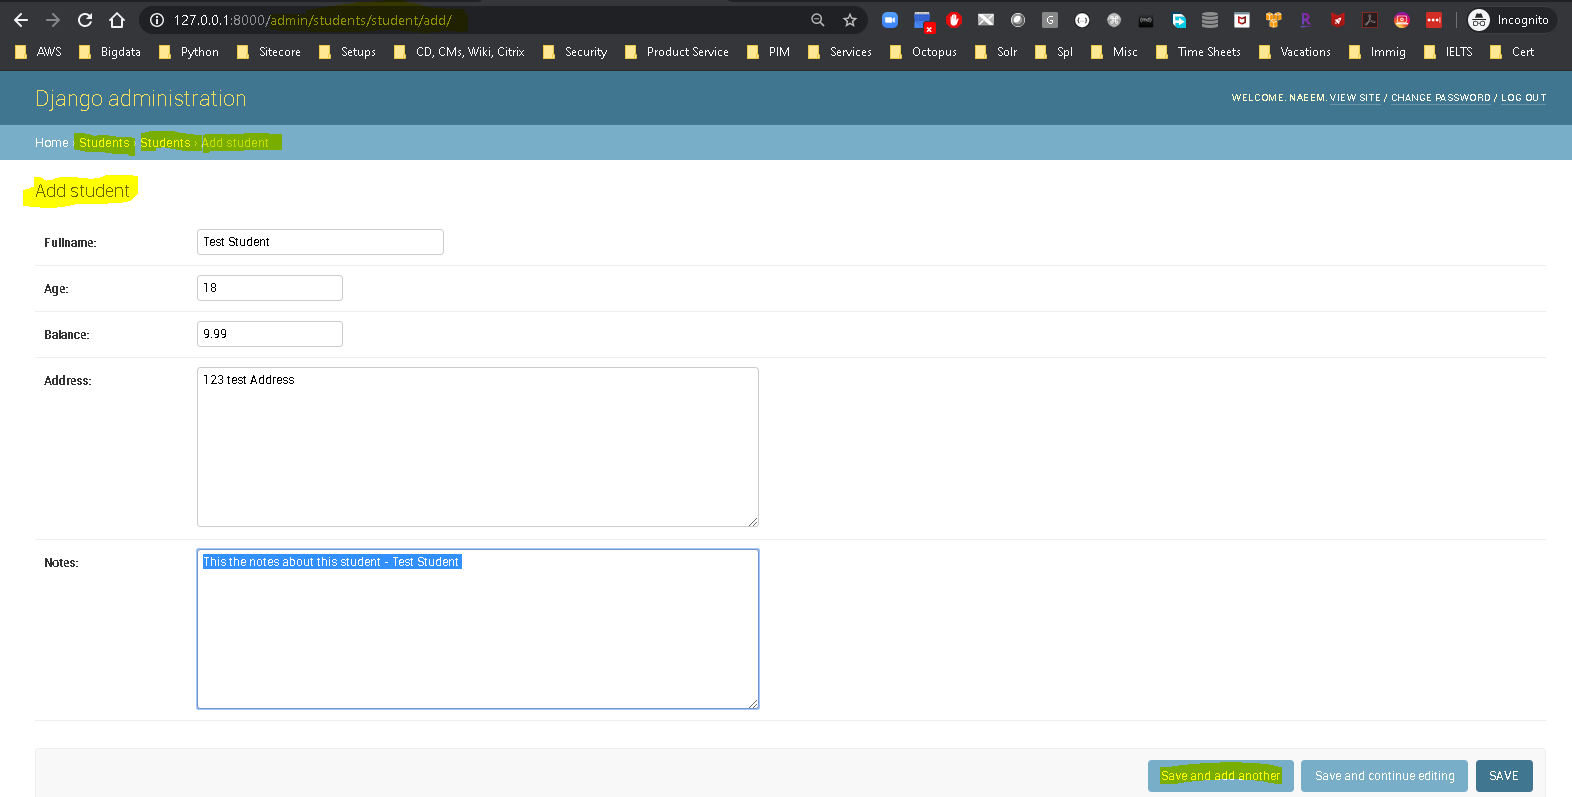 127.0.0.1:8000/admin/students/student/add/
G
R
Incognito
AWS Bigdata Python Sitecore Setups CD, CMs, Wiki, Citrix Security Product Service PIM Services Octopus Solr Spl Misc Time Sheets Vacations Immig IELTS Cert
Django administration
WELCOME, NAEEM. VIEW SITE / CHANGE PASSWORD / LOG OUT
Home › Students › Students › Add student
Add student
Fullname: Test Student
Age: 18
Balance: 9.99
Address: 123 test Address
Notes: This the notes about this student - Test Student
Save and add another Save and continue editing SAVE